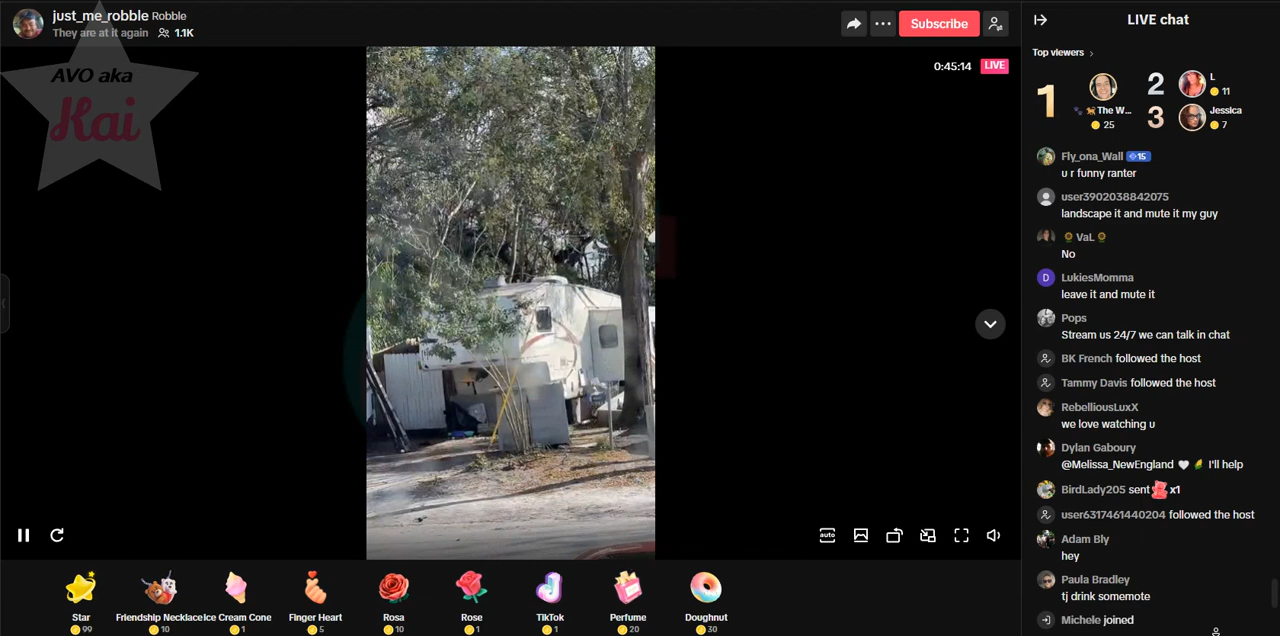 just_me_robble Robble
They are at it again 1.1K
Subscribe
AVO aka
Kai
0:45:14 LIVE
auto
Star
99
Friendship Necklace
10
Ice Cream Cone
1
Finger Heart
5
Rosa
10
Rose
1
TikTok
1
Perfume
20
Doughnut
30
LIVE chat
Top viewers
1
The W...
25
2
L
11
3
Jessica
7
Fly_ona_Wall 15
u r funny ranter
user3902038842075
landscape it and mute it my guy
VaL
No
D LukiesMomma
leave it and mute it
Pops
Stream us 24/7 we can talk in chat
BK French followed the host
Tammy Davis followed the host
RebelliousLuxX
we love watching u
Dylan Gaboury
@Melissa_NewEngland 🤍 🌽 I'll help
BirdLady205 sent x1
user6317461440204 followed the host
Adam Bly
hey
Paula Bradley
tj drink somemote
Michele joined